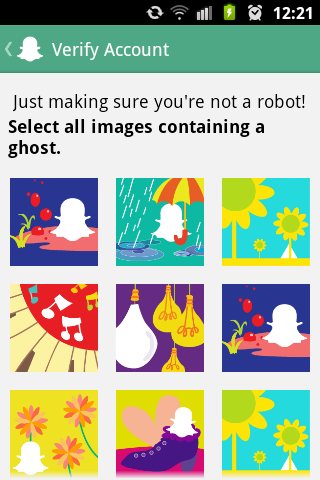 12:21
Verify Account
Just making sure you're not a robot!
Select all images containing a
ghost.